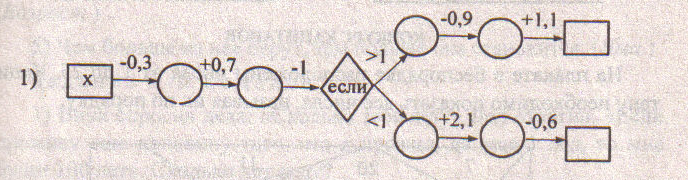 -0,9 +1,1
>1
1) x -0,3 +0,7 -1 если
<1
+2,1 -0,6